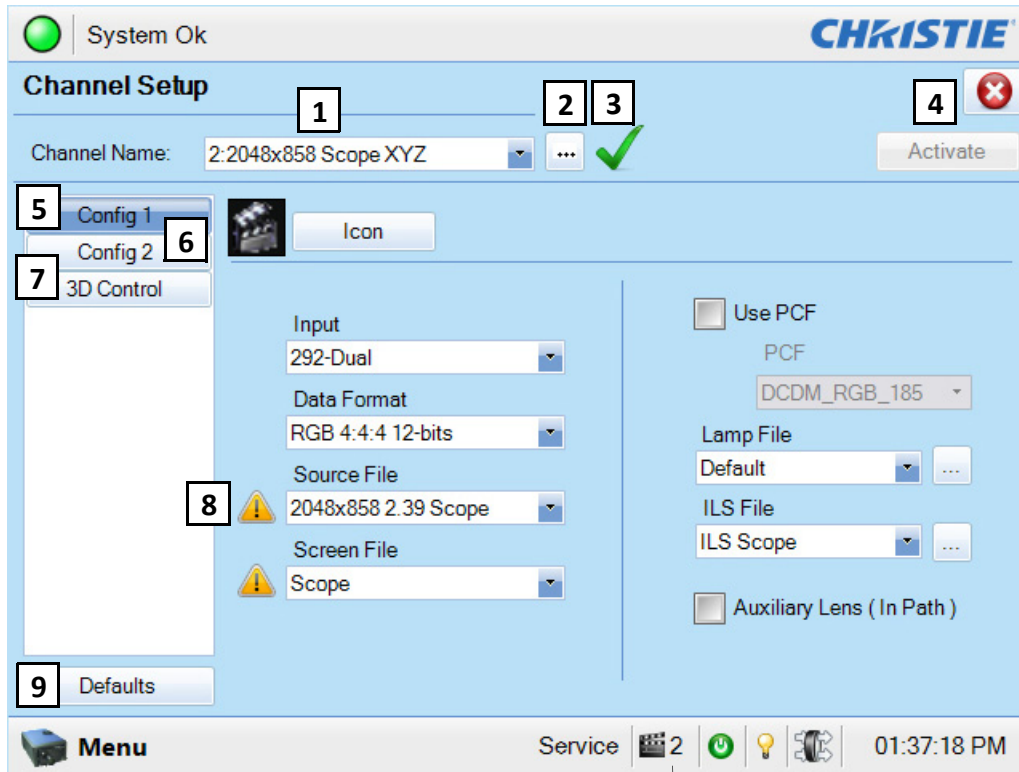 System Ok
CHRISTIE
Channel Setup
1
2
3
4
Channel Name:
2:2048x858 Scope XYZ
...
Activate
5
Config 1
6
Config 2
7
3D Control
Icon
Input
292-Dual
Data Format
RGB 4:4:4 12-bits
Source File
8
2048x858 2.39 Scope
Screen File
Scope
Use PCF
PCF
DCDM_RGB_185
Lamp File
Default
...
ILS File
ILS Scope
...
Auxiliary Lens ( In Path )
9
Defaults
Menu
Service
2
01:37:18 PM